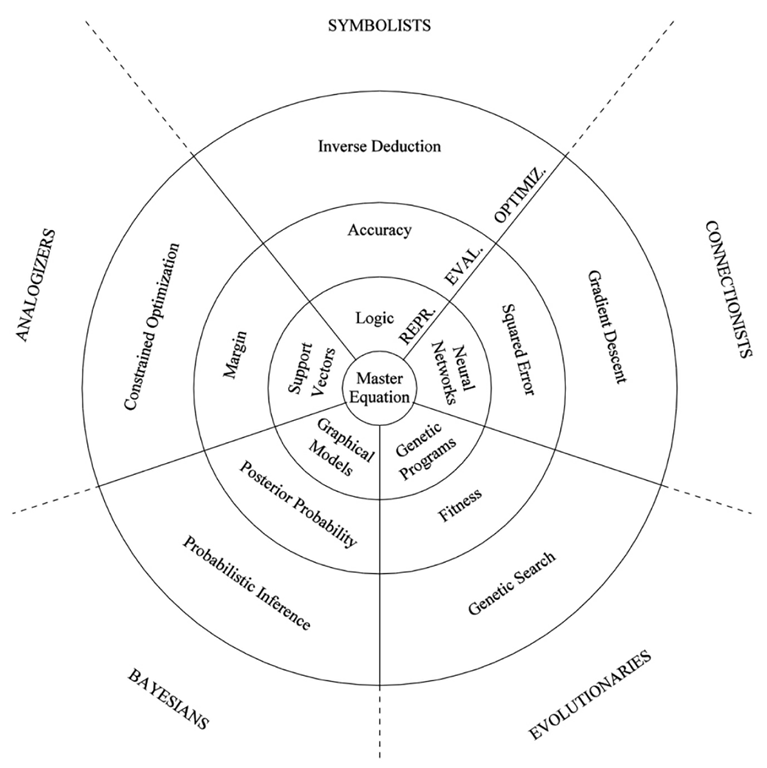 SYMBOLISTS
Inverse Deduction
OPTIMIZ.
Accuracy
EVAL.
Logic
REPR.
ANALOGIZERS
Constrained Optimization
Margin
Support
Vectors
Master
Equation
Neural
Networks
Squared Error
Gradient Descent
CONNECTIONISTS
Graphical
Models
Genetic
Programs
Posterior Probability
Fitness
Probabilistic Inference
Genetic Search
BAYESIANS
EVOLUTIONARIES